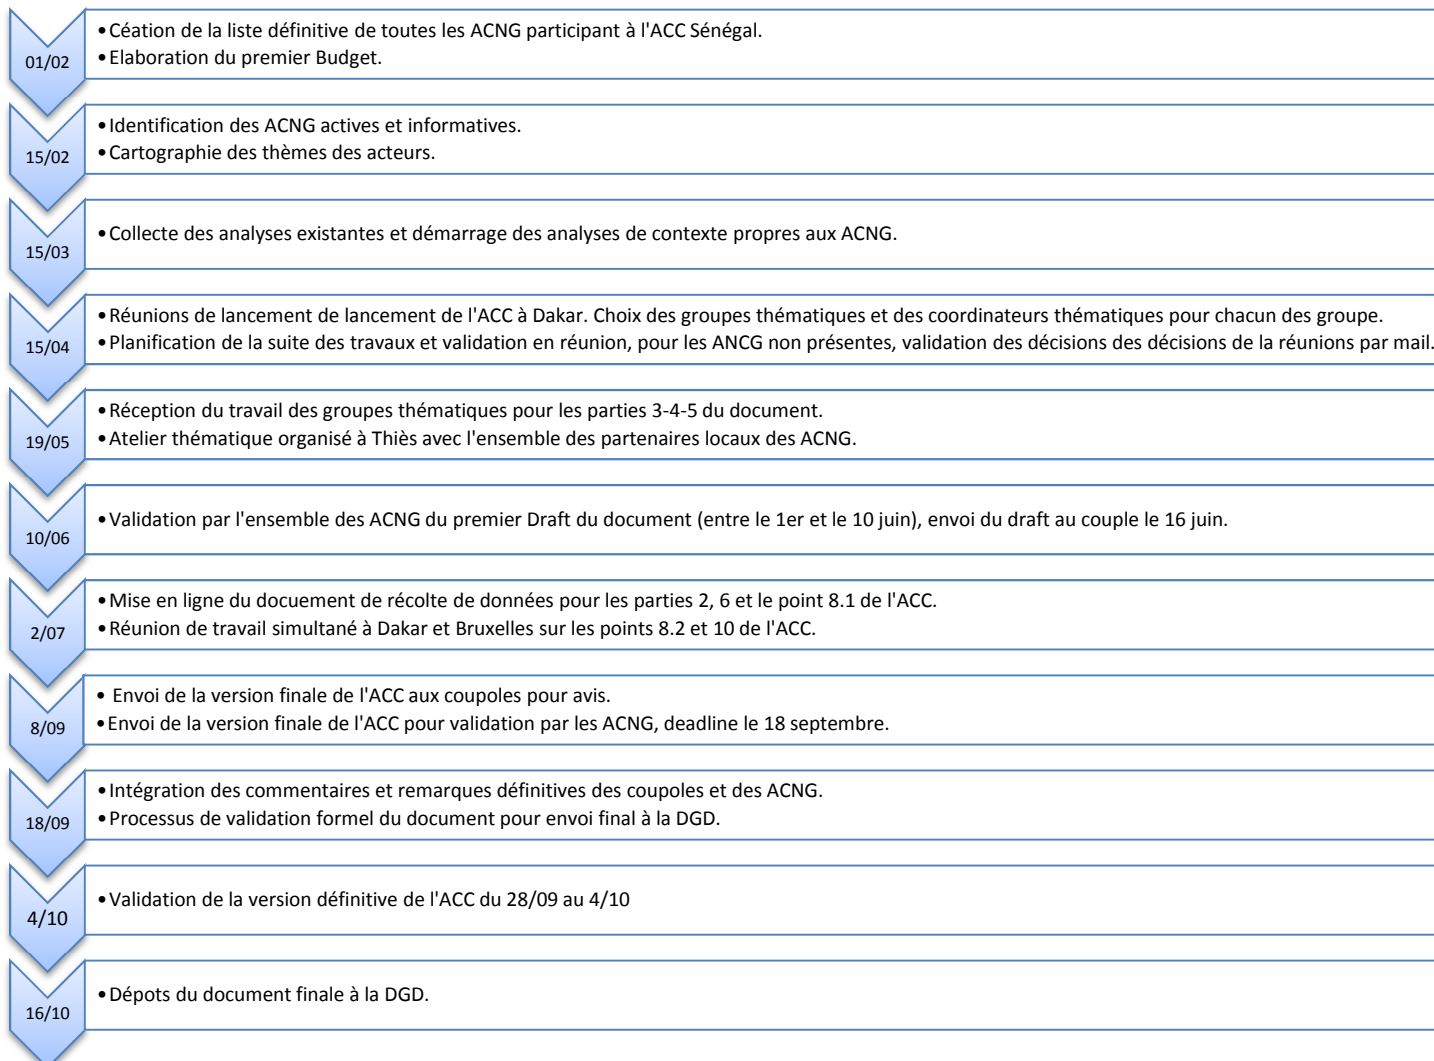 •Céation de la liste définitive de toutes les ACNG participant à l'ACC Sénégal.
01/02
•Elaboration du premier Budget.
•Identification des ACNG actives et informatives.
15/02
•Cartographie des thèmes des acteurs.
15/03
•Collecte des analyses existantes et démarrage des analyses de contexte propres aux ACNG.
•Réunions de lancement de lancement de l'ACC à Dakar. Choix des groupes thématiques et des coordinateurs thématiques pour chacun des groupe.
15/04
•Planification de la suite des travaux et validation en réunion, pour les ANCG non présentes, validation des décisions des décisions de la réunions par mail.
•Réception du travail des groupes thématiques pour les parties 3-4-5 du document.
19/05
•Atelier thématique organisé à Thiès avec l'ensemble des partenaires locaux des ACNG.
10/06
•Validation par l'ensemble des ACNG du premier Draft du document (entre le 1er et le 10 juin), envoi du draft au couple le 16 juin.
•Mise en ligne du docuement de récolte de données pour les parties 2, 6 et le point 8.1 de l'ACC.
2/07
•Réunion de travail simultané à Dakar et Bruxelles sur les points 8.2 et 10 de l'ACC.
• Envoi de la version finale de l'ACC aux coupoles pour avis.
8/09
•Envoi de la version finale de l'ACC pour validation par les ACNG, deadline le 18 septembre.
•Intégration des commentaires et remarques définitives des coupoles et des ACNG.
18/09
•Processus de validation formel du document pour envoi final à la DGD.
4/10
•Validation de la version définitive de l'ACC du 28/09 au 4/10
16/10
•Dépots du document finale à la DGD.